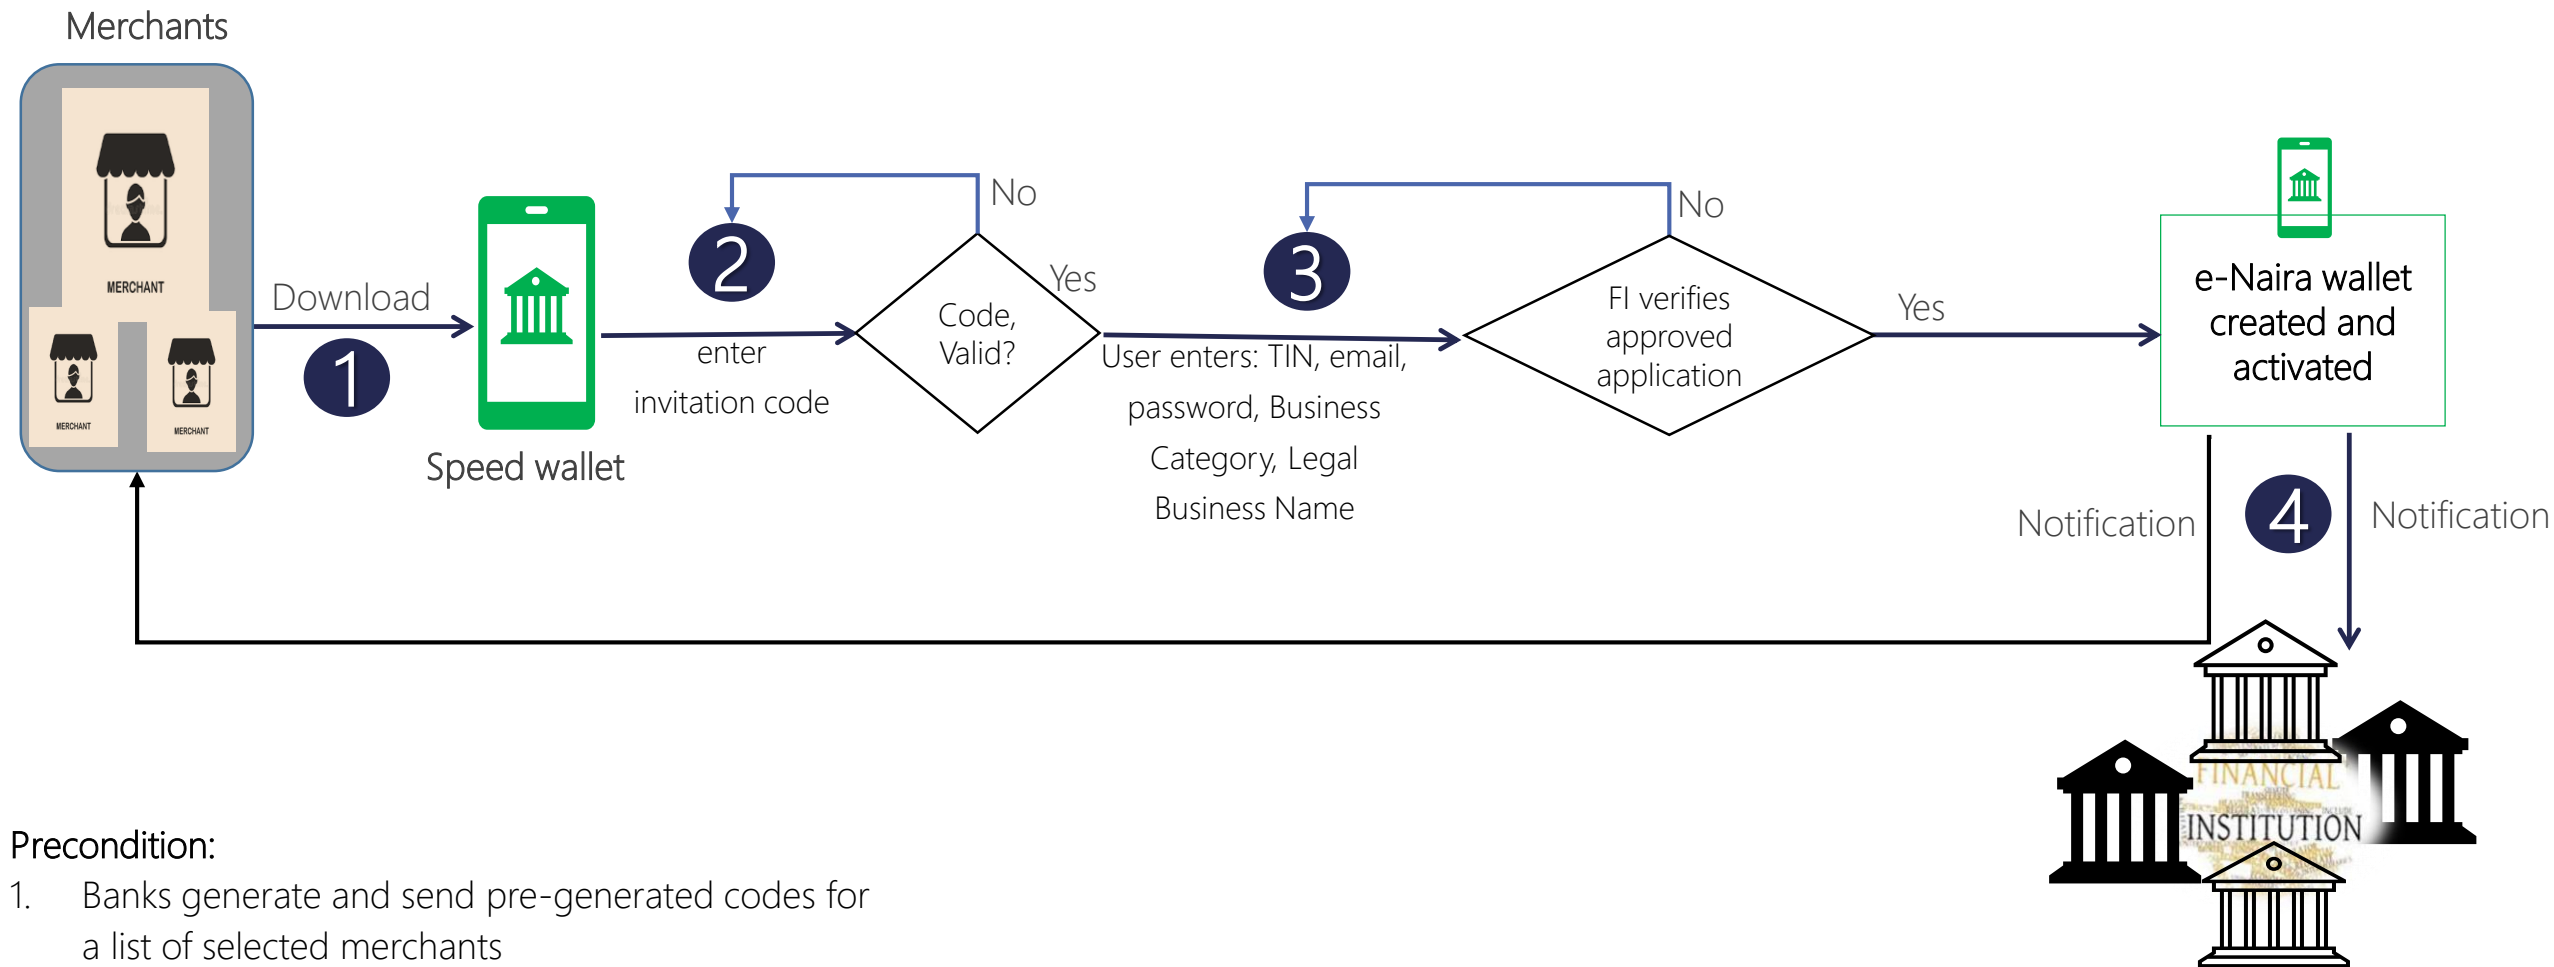 Merchants
MERCHANT
MERCHANT
MERCHANT
Download
1
Speed wallet
2
enter
invitation code
No
Code,
Valid?
Yes
3
User enters: TIN, email,
password, Business
Category, Legal
Business Name
No
FI verifies
approved
application
Yes
e-Naira wallet
created and
activated
Notification
4
Notification
FINANCIAL
INSTITUTION
Precondition:
1. Banks generate and send pre-generated codes for
a list of selected merchants